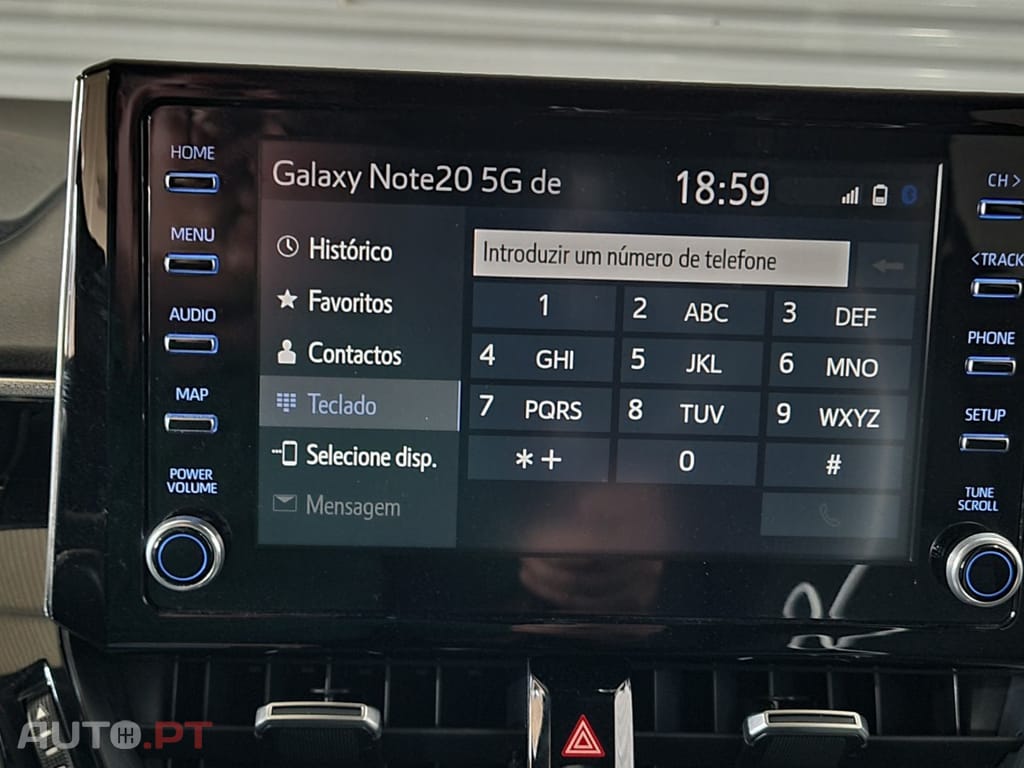 HOME
MENU
AUDIO
MAP
POWER
VOLUME
Galaxy Note20 5G de
18:59
Histórico
Favoritos
Contactos
Teclado
Selecione disp.
Mensagem
Introduzir um número de telefone
1
2 ABC
3 DEF
4 GHI
5 JKL
6 MNO
7 PQRS
8 TUV
9 WXYZ
*+
0
#
CH >
<TRACK
PHONE
SETUP
TUNE
SCROLL
AUTO.PT